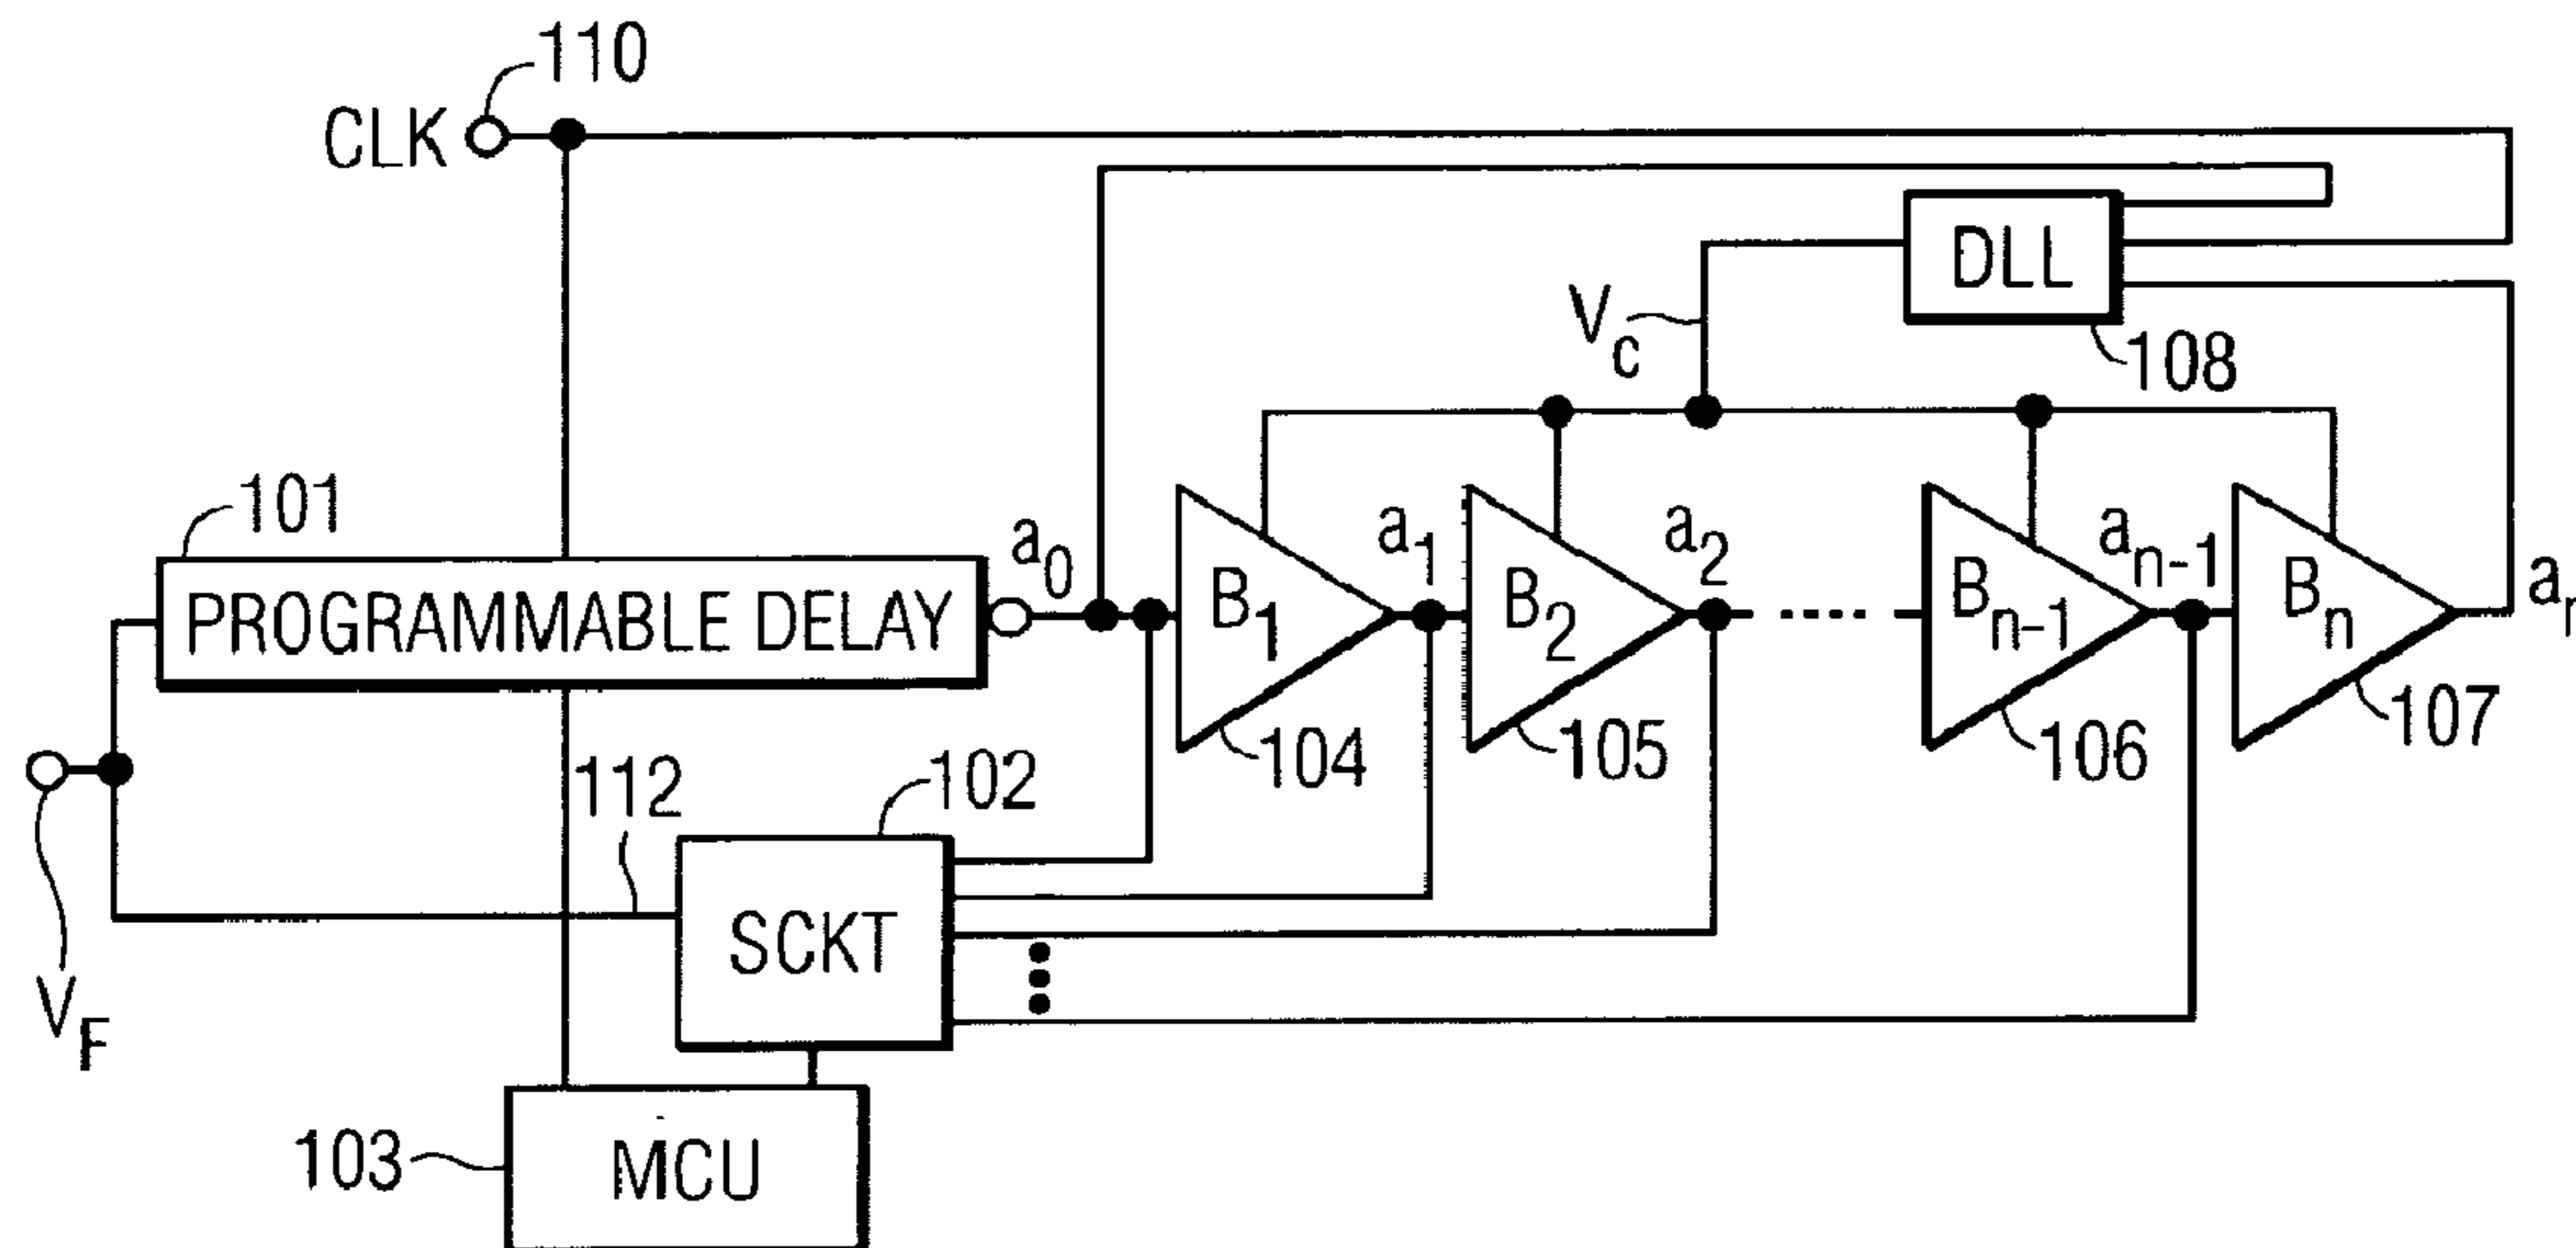 110
CLK
DLL
Vc
108
101
PROGRAMMABLE DELAY
a0
B1
a1
B2
a2
Bn-1
an-1
Bn
104
105
106
107
112
102
SCKT
VF
103
MCU